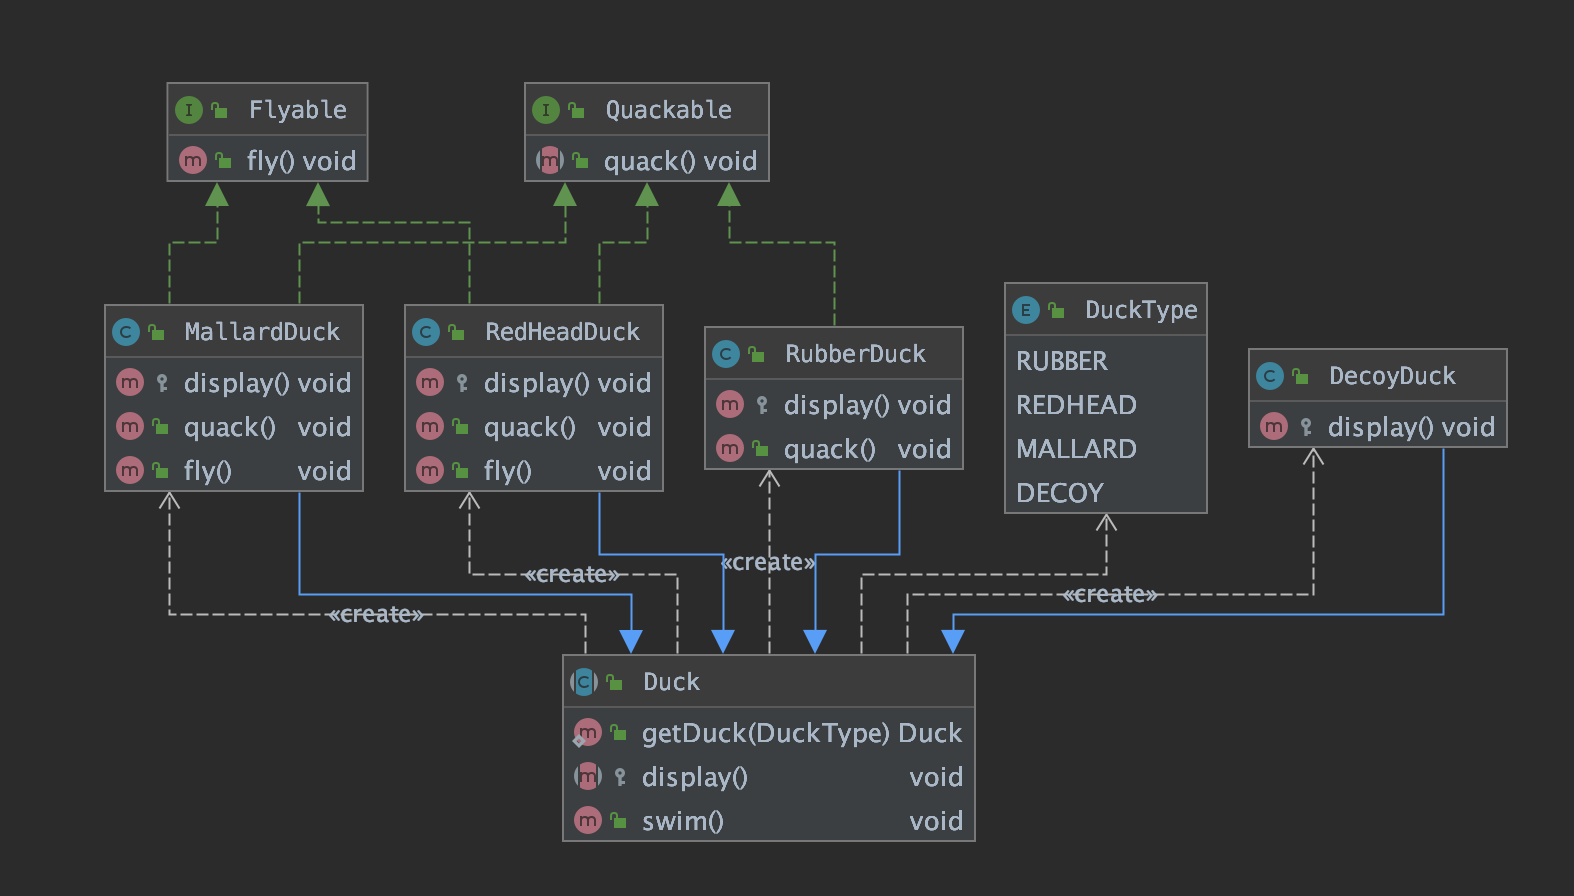 Flyable
fly() void
Quackable
quack() void
MallardDuck
display() void
quack() void
fly() void
RedHeadDuck
display() void
quack() void
fly() void
RubberDuck
display() void
quack() void
DuckType
RUBBER
REDHEAD
MALLARD
DECOY
DecoyDuck
display() void
«create»
«create»
«create»
«create»
Duck
getDuck(DuckType) Duck
display() void
swim() void